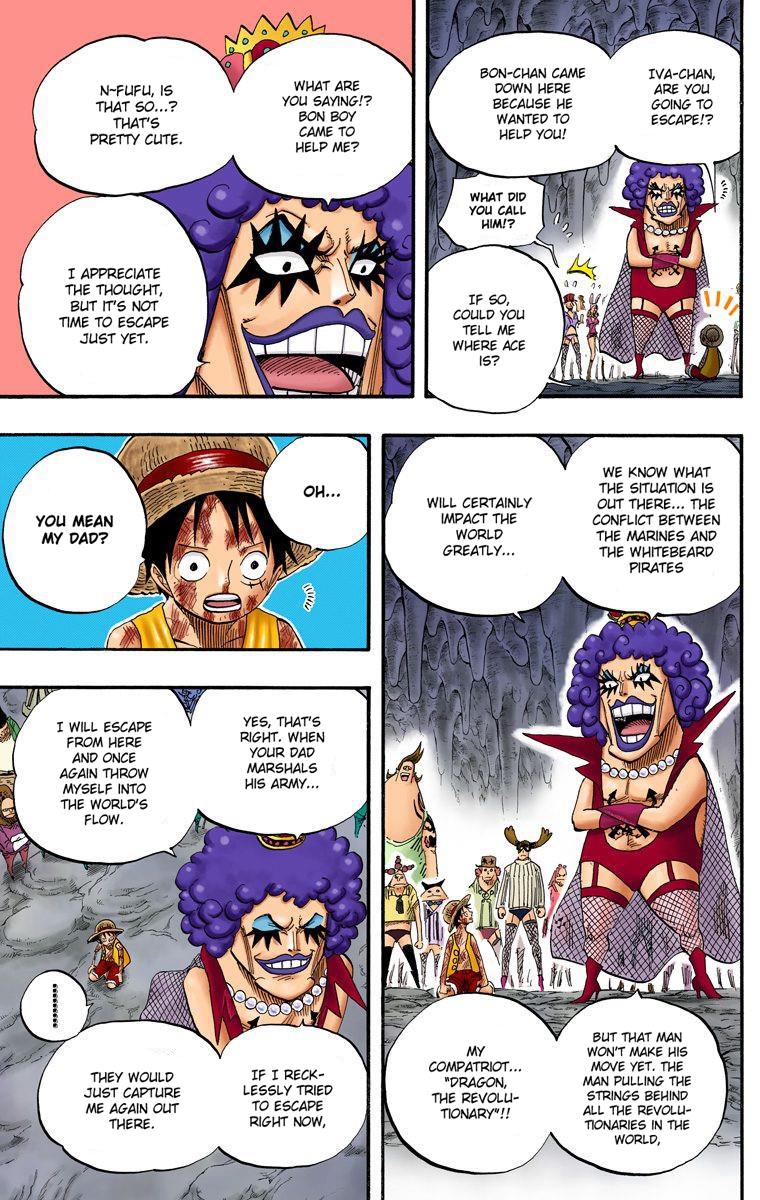 IVA-CHAN,
ARE YOU
GOING TO
ESCAPE!?
BON-CHAN CAME
DOWN HERE
BECAUSE HE
WANTED TO
HELP YOU!
WHAT DID
YOU CALL
HIM!?
IF SO,
COULD YOU
TELL ME
WHERE ACE
IS?
WHAT ARE
YOU SAYING!?
BON BOY
CAME TO
HELP ME?
N~FUFU, IS
THAT SO...?
THAT'S
PRETTY CUTE.
I APPRECIATE
THE THOUGHT,
BUT IT'S NOT
TIME TO ESCAPE
JUST YET.
WE KNOW WHAT
THE SITUATION IS
OUT THERE... THE
CONFLICT BETWEEN
THE MARINES AND
THE WHITEBEARD
PIRATES
WILL CERTAINLY
IMPACT THE
WORLD
GREATLY...
BUT THAT MAN
WON'T MAKE HIS
MOVE YET. THE
MAN PULLING THE
STRINGS BEHIND
ALL THE REVOLU-
TIONARIES IN THE
WORLD,
MY
COMPATRIOT...
"DRAGON,
THE REVOLU-
TIONARY"!!
OH...
YOU MEAN
MY DAD?
YES, THAT'S
RIGHT. WHEN
YOUR DAD
MARSHALS
HIS ARMY...
I WILL ESCAPE
FROM HERE
AND ONCE
AGAIN THROW
MYSELF INTO
THE WORLD'S
FLOW.
IF I RECK-
LESSLY TRIED
TO ESCAPE
RIGHT NOW,
THEY WOULD
JUST CAPTURE
ME AGAIN OUT
THERE.